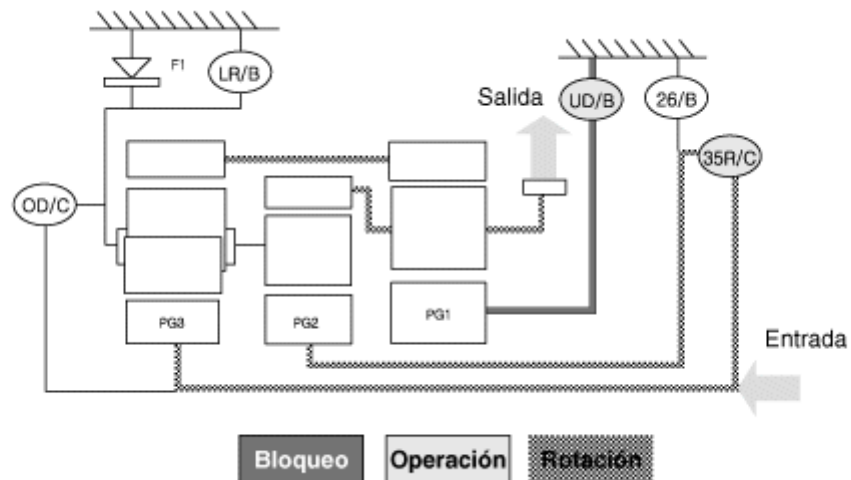 F1
LR/B
Salida
UD/B
26/B
35R/C
OD/C
PG3
PG2
PG1
Entrada
Bloqueo
Operación
Rotación